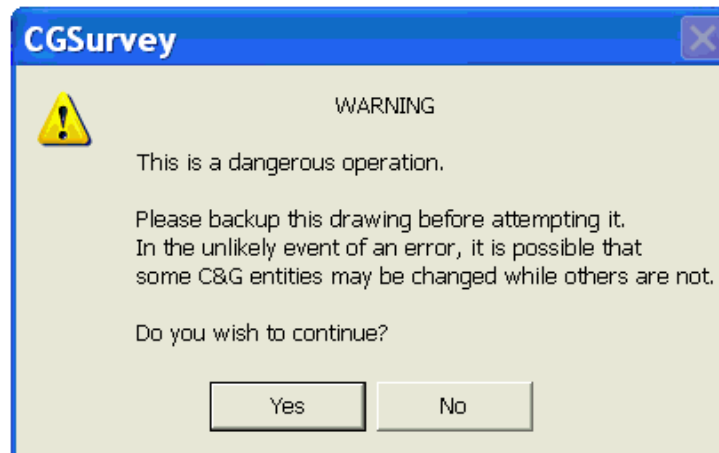 CGSurvey
WARNING
This is a dangerous operation.
Please backup this drawing before attempting it.
In the unlikely event of an error, it is possible that
some C&G entities may be changed while others are not.
Do you wish to continue?
Yes No